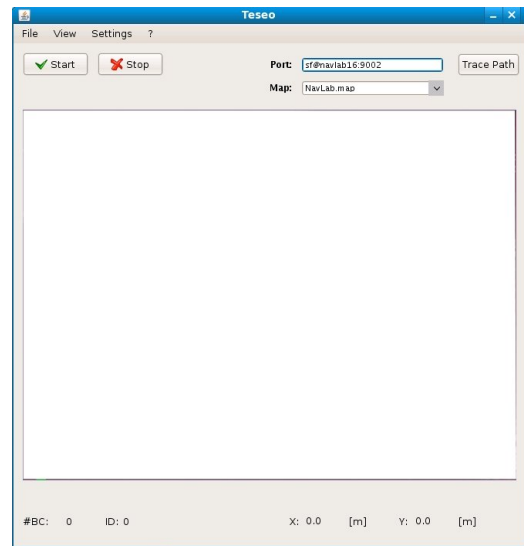 Teseo
File View Settings ?
Start Stop Port: sf@navlab16:9002 Trace Path
Map: NavLab.map
#BC: 0 ID: 0 X: 0.0 [m] Y: 0.0 [m]